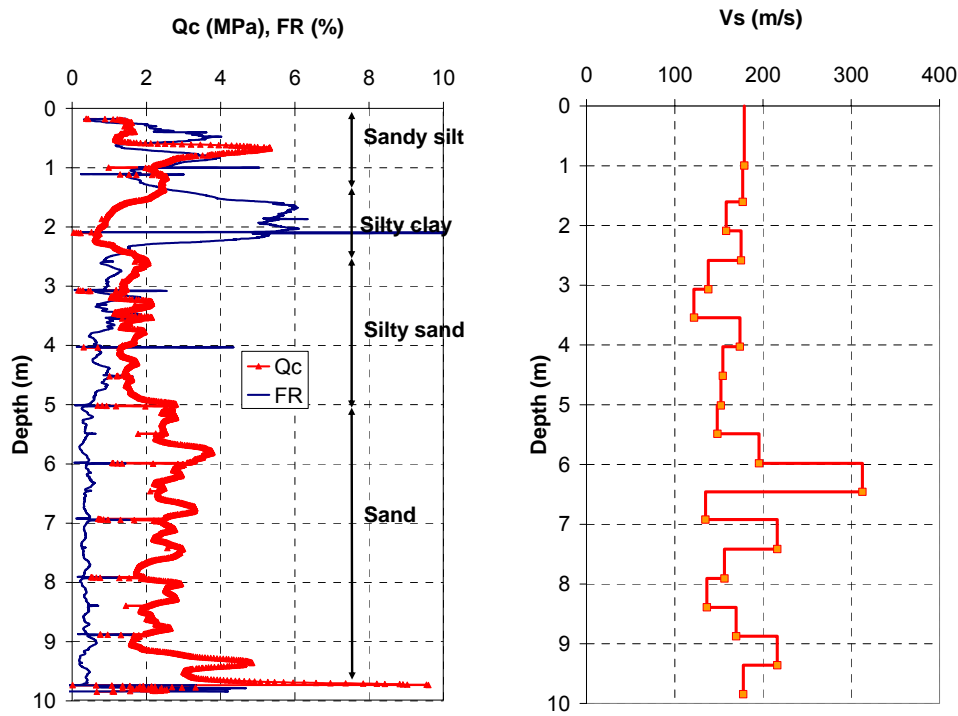 Qc (MPa), FR (%)
0 2 4 6 8 10
0
1
2
3
4
5
6
7
8
9
10
Depth (m)
Sandy silt
Silty clay
Silty sand
Sand
Qc
FR
Vs (m/s)
0 100 200 300 400
0
1
2
3
4
5
6
7
8
9
10
Depth (m)